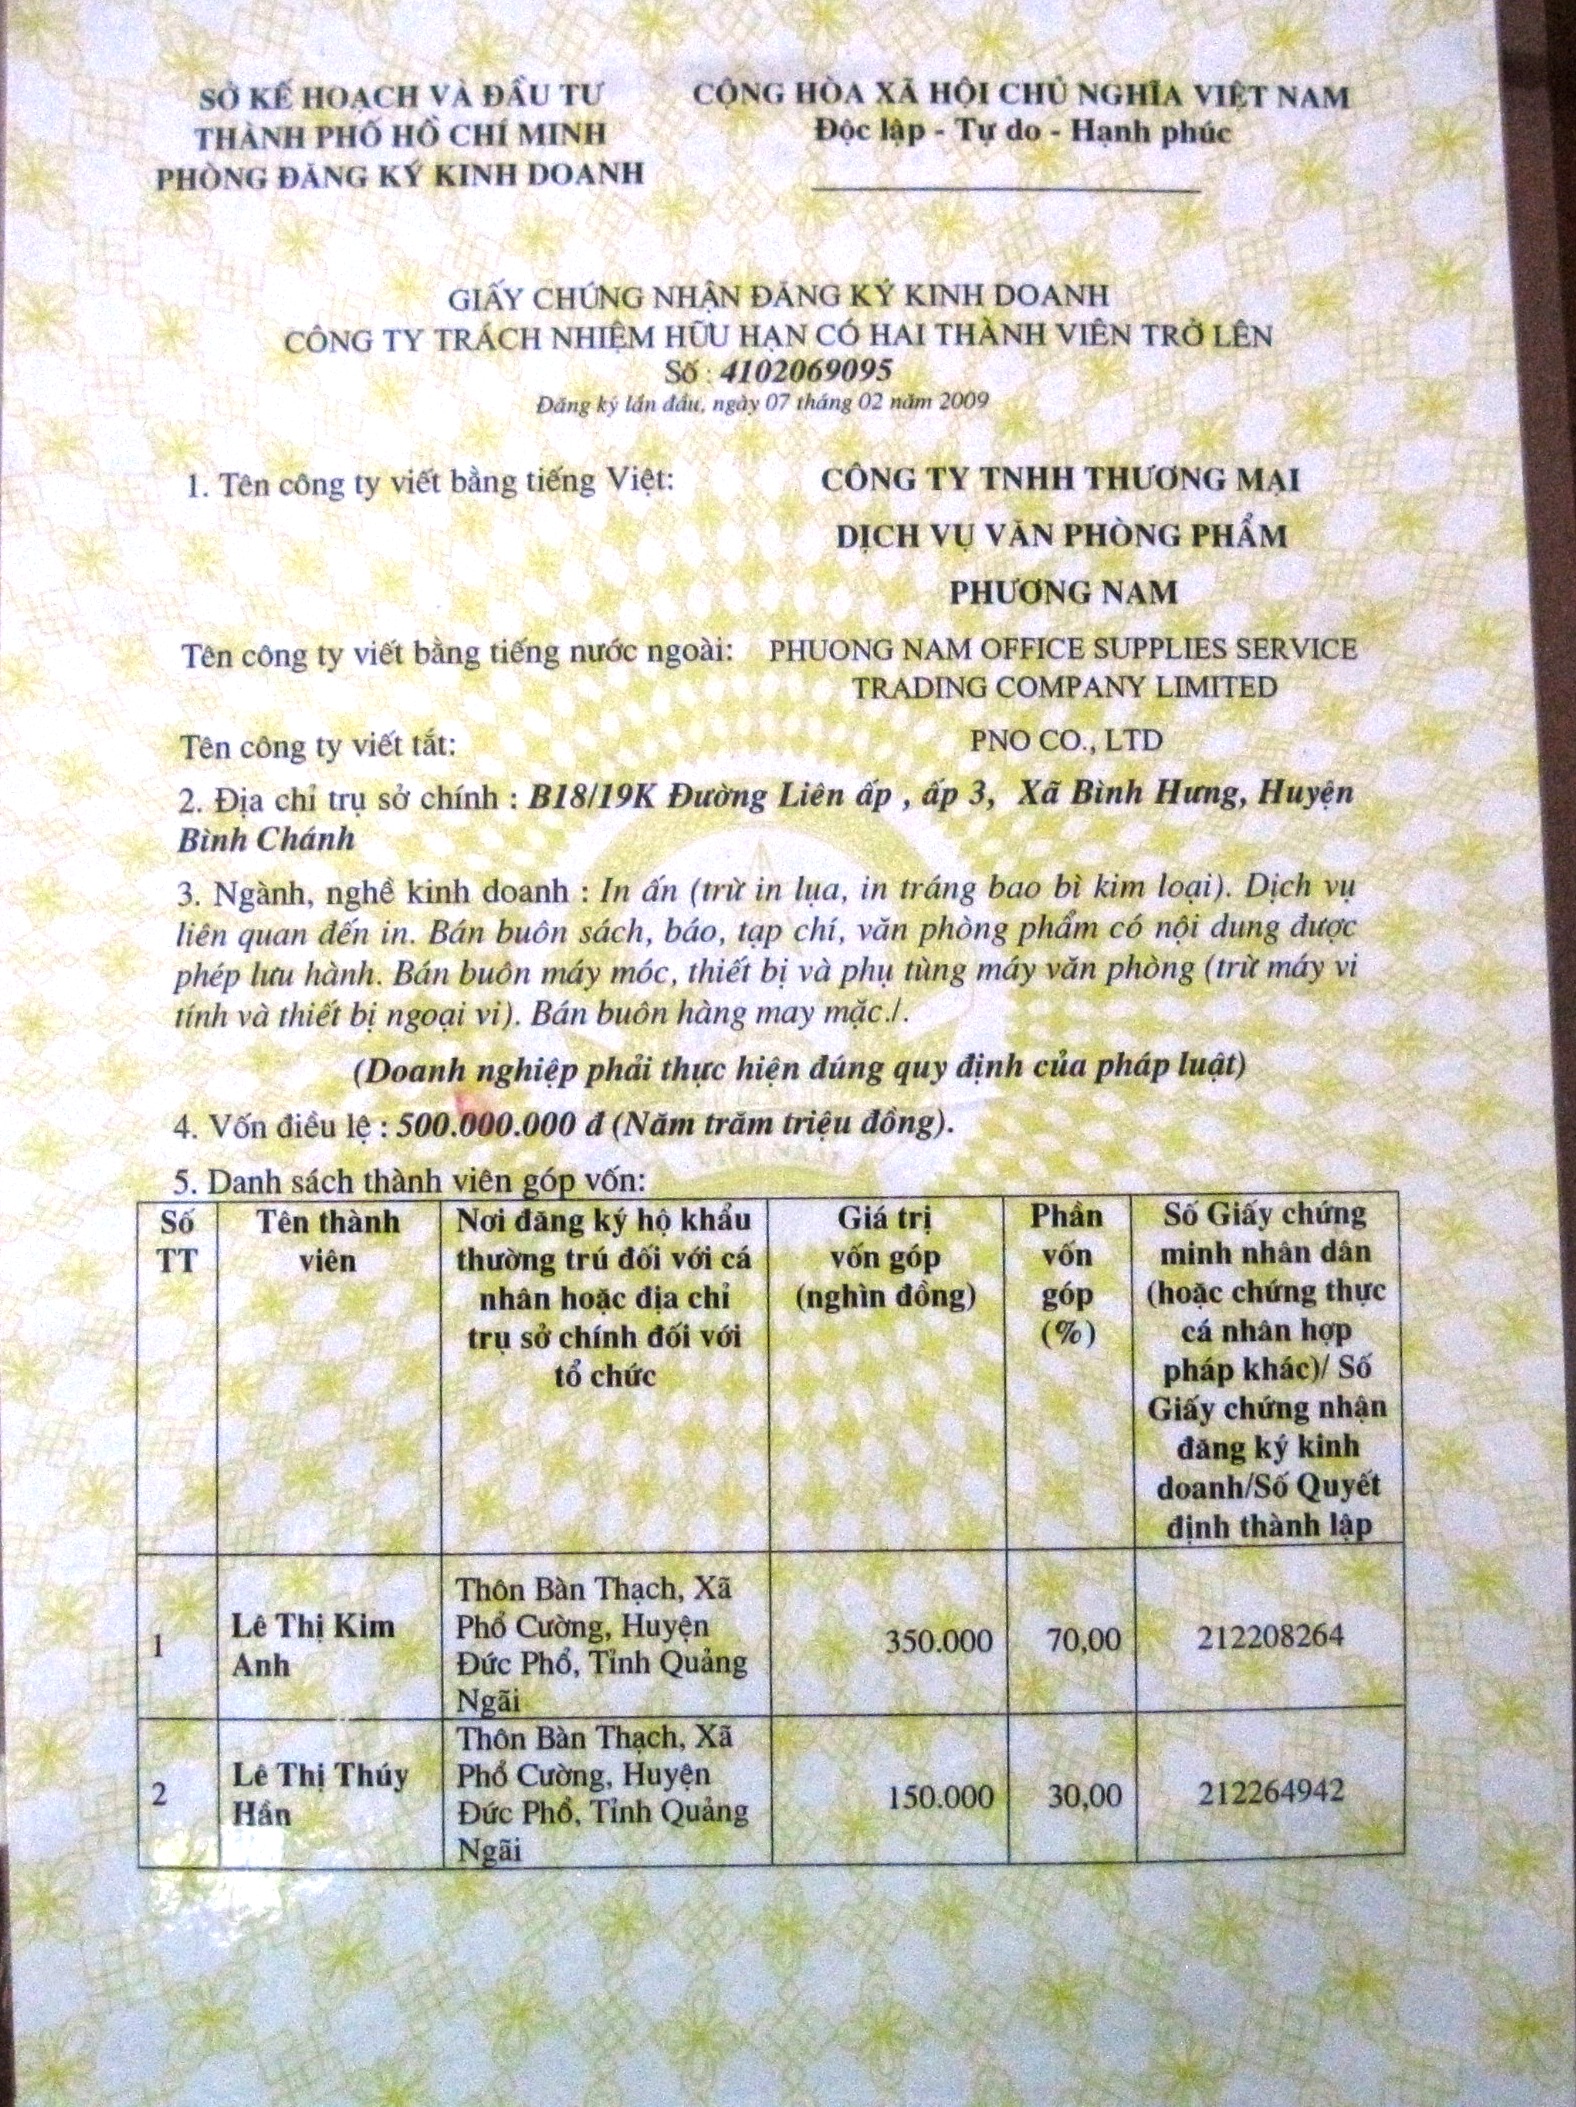 SỞ KẾ HOẠCH VÀ ĐẦU TƯ
THÀNH PHỐ HỒ CHÍ MINH
PHÒNG ĐĂNG KÝ KINH DOANH
CỘNG HÒA XÃ HỘI CHỦ NGHĨA VIỆT NAM
Độc lập - Tự do - Hạnh phúc
GIẤY CHỨNG NHẬN ĐĂNG KÝ KINH DOANH
CÔNG TY TRÁCH NHIỆM HỮU HẠN CÓ HAI THÀNH VIÊN TRỞ LÊN
Số : 4102069095
Đăng ký lần đầu, ngày 07 tháng 02 năm 2009
1. Tên công ty viết bằng tiếng Việt:
CÔNG TY TNHH THƯƠNG MẠI
DỊCH VỤ VĂN PHÒNG PHẨM
PHƯƠNG NAM
Tên công ty viết bằng tiếng nước ngoài: PHUONG NAM OFFICE SUPPLIES SERVICE
TRADING COMPANY LIMITED
Tên công ty viết tắt: PNO CO., LTD
2. Địa chỉ trụ sở chính : B18/19K Đường Liên ấp , ấp 3, Xã Bình Hưng, Huyện
Bình Chánh
3. Ngành, nghề kinh doanh : In ấn (trừ in lụa, in tráng bao bì kim loại). Dịch vụ
liên quan đến in. Bán buôn sách, báo, tạp chí, văn phòng phẩm có nội dung được
phép lưu hành. Bán buôn máy móc, thiết bị và phụ tùng máy văn phòng (trừ máy vi
tính và thiết bị ngoại vi). Bán buôn hàng may mặc./.
(Doanh nghiệp phải thực hiện đúng quy định của pháp luật)
4. Vốn điều lệ : 500.000.000 đ (Năm trăm triệu đồng).
5. Danh sách thành viên góp vốn:
Số
TT
Tên thành
viên
Nơi đăng ký hộ khẩu
thường trú đối với cá
nhân hoặc địa chỉ
trụ sở chính đối với
tổ chức
Giá trị
vốn góp
(nghìn đồng)
Phần
vốn
góp
(%)
Số Giấy chứng
minh nhân dân
(hoặc chứng thực
cá nhân hợp
pháp khác)/ Số
Giấy chứng nhận
đăng ký kinh
doanh/Số Quyết
định thành lập
1
Lê Thị Kim
Anh
Thôn Bàn Thạch, Xã
Phổ Cường, Huyện
Đức Phổ, Tỉnh Quảng
Ngãi
350.000
70,00
212208264
2
Lê Thị Thúy
Hần
Thôn Bàn Thạch, Xã
Phổ Cường, Huyện
Đức Phổ, Tỉnh Quảng
Ngãi
150.000
30,00
212264942